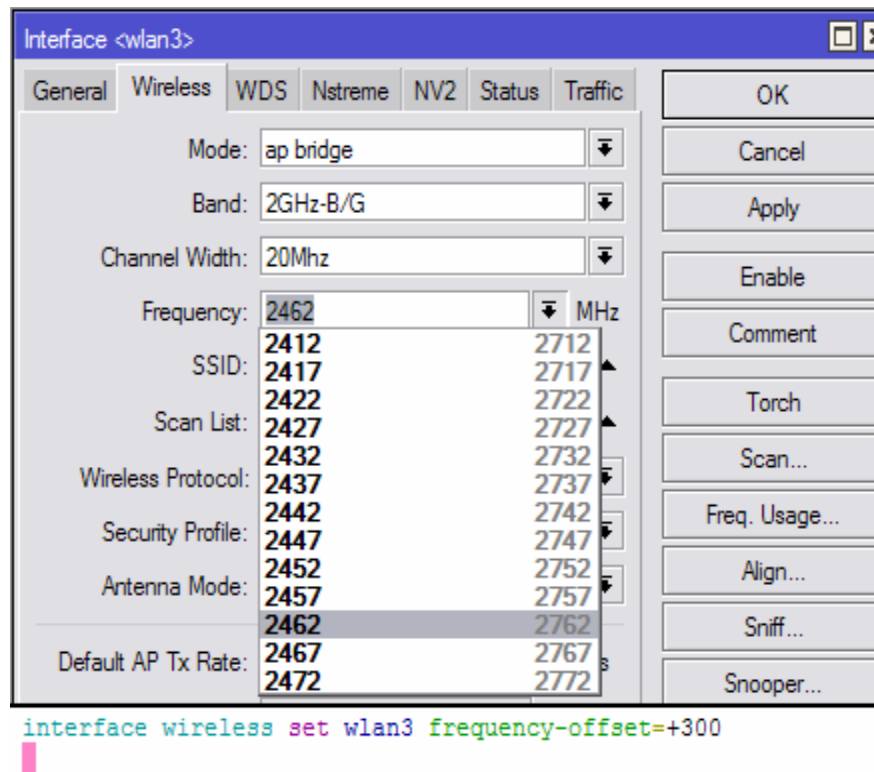 Interface <wlan3>
General Wireless WDS Nstreme NV2 Status Traffic
OK
Mode: ap bridge
Cancel
Band: 2GHz-B/G
Apply
Channel Width: 20Mhz
Enable
Frequency: 2462 MHz
Comment
2412 2712
SSID:
2417 2717
2422 2722
Torch
Scan List:
2427 2727
2432 2732
Scan...
Wireless Protocol:
2437 2737
2442 2742
Freq. Usage...
Security Profile:
2447 2747
2452 2752
Align...
Antenna Mode:
2457 2757
2462 2762
Sniff...
Default AP Tx Rate:
2467 2767
s
2472 2772
Snooper...
interface wireless set wlan3 frequency-offset=+300